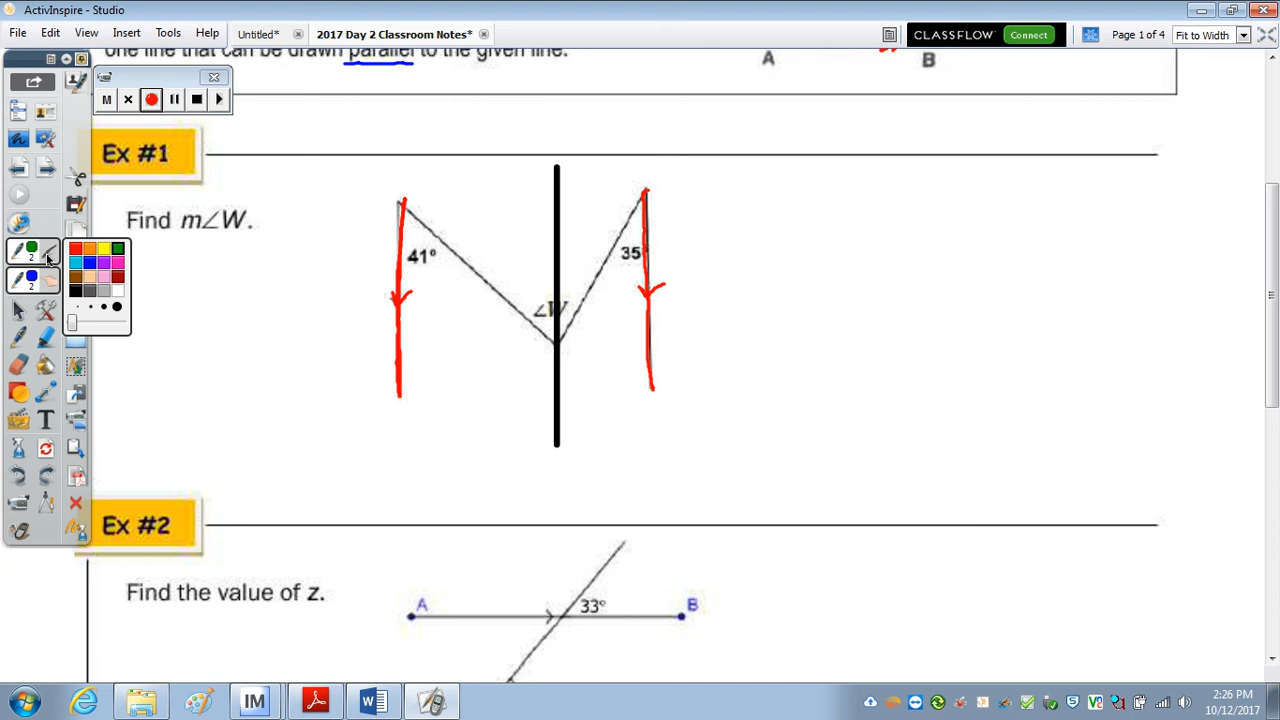 ActivInspire - Studio
File Edit View Insert Tools Help Untitled* 2017 Day 2 Classroom Notes* CLASSFLOW Connect Page 1 of 4 Fit to Width
one line that can be drawn parallel to the given line.
A B
M
Ex #1
Find m∠W.
41°
35
∠W
2
2
Ex #2
Find the value of z.
A 33° B
IM W
2:26 PM
10/12/2017